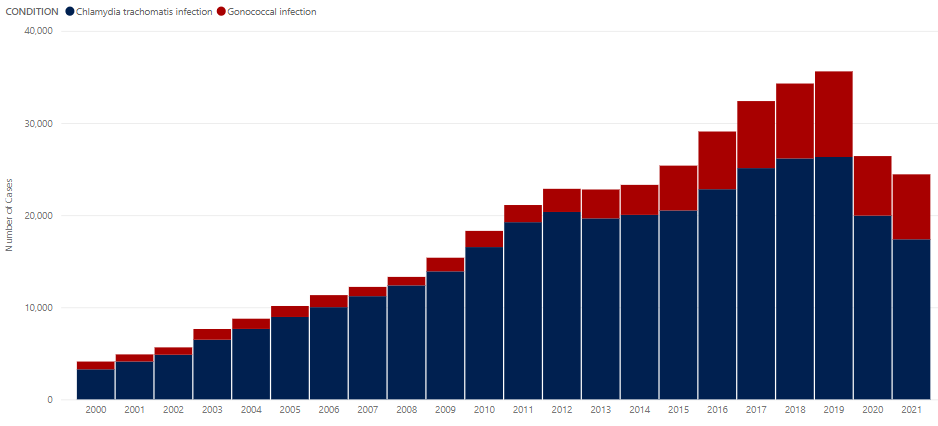 CONDITION Chlamydia trachomatis infection Gonococcal infection
40,000
30,000
20,000
10,000
0
Number of Cases
2000 2001 2002 2003 2004 2005 2006 2007 2008 2009 2010 2011 2012 2013 2014 2015 2016 2017 2018 2019 2020 2021